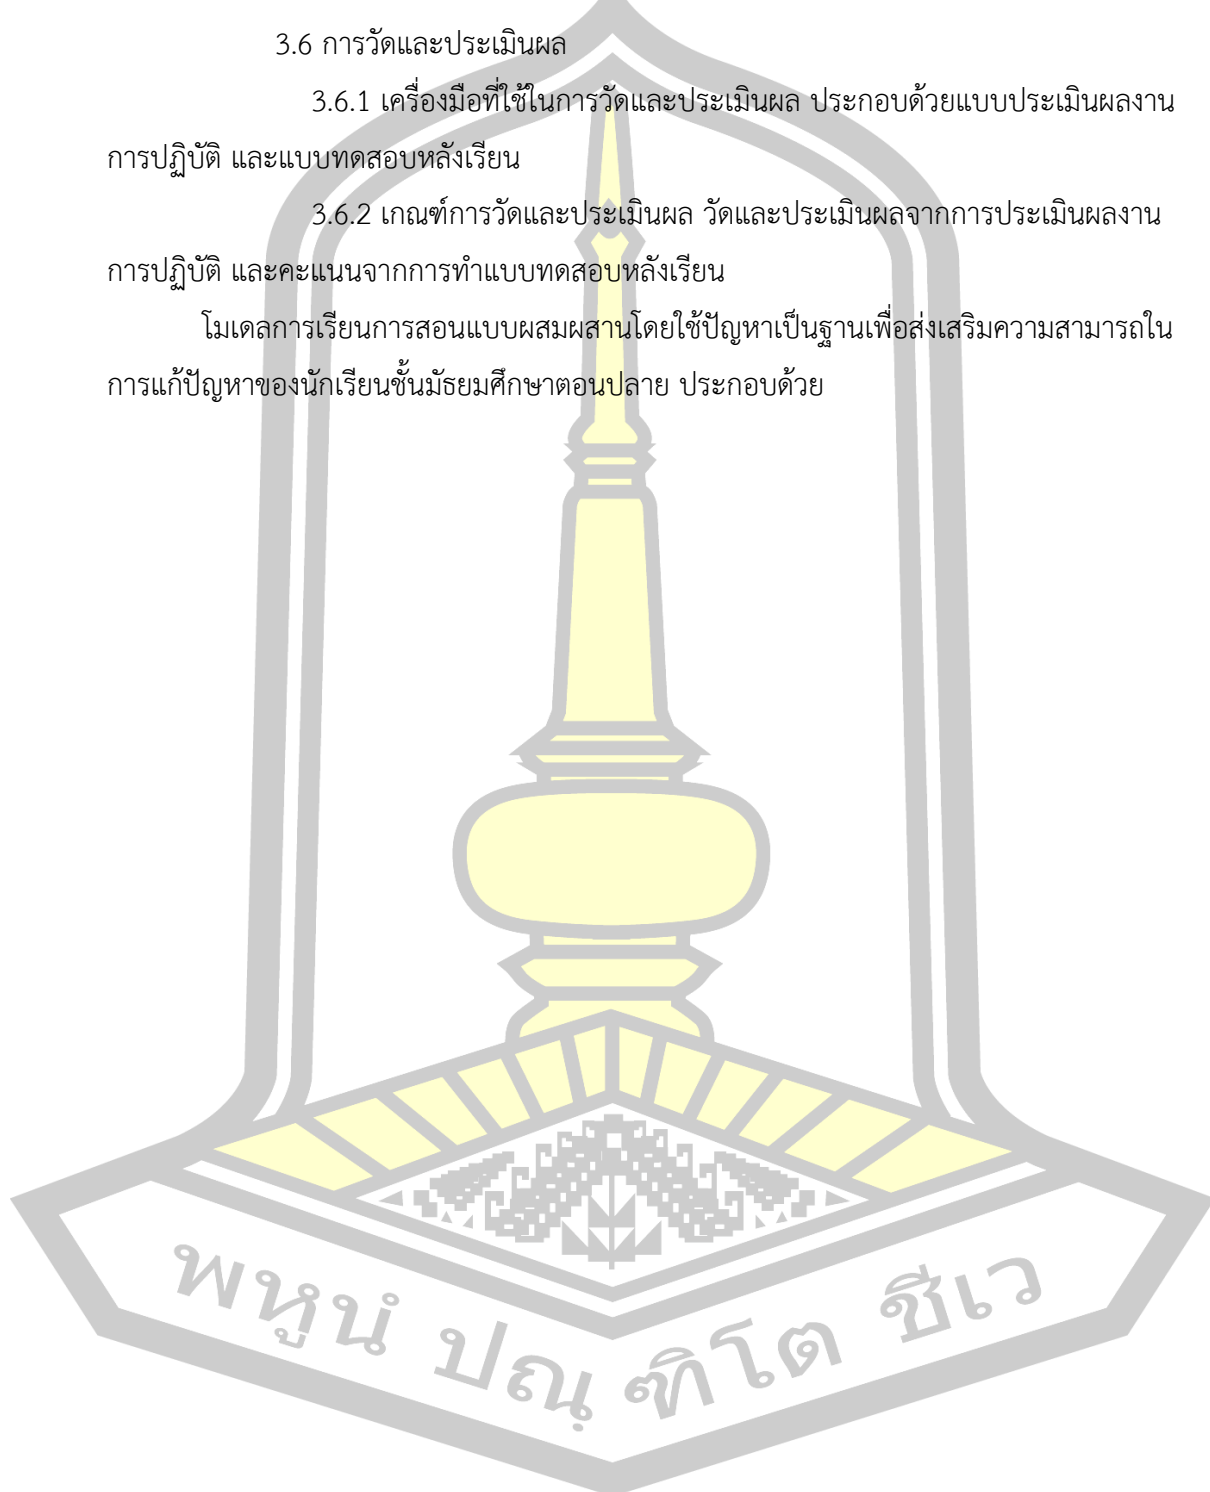 3.6 การวัดและประเมินผล
3.6.1 เครื่องมือที่ใช้ในการวัดและประเมินผล ประกอบด้วยแบบประเมินผลงาน
การปฏิบัติ และแบบทดสอบหลังเรียน
3.6.2 เกณฑ์การวัดและประเมินผล วัดและประเมินผลจากการประเมินผลงาน
การปฏิบัติ และคะแนนจากการทำแบบทดสอบหลังเรียน
โมเดลการเรียนการสอนแบบผสมผสานโดยใช้ปัญหาเป็นฐานเพื่อส่งเสริมความสามารถใน
การแก้ปัญหาของนักเรียนชั้นมัธยมศึกษาตอนปลาย ประกอบด้วย
พหูนํ ปณฺฑิโต ชีเว